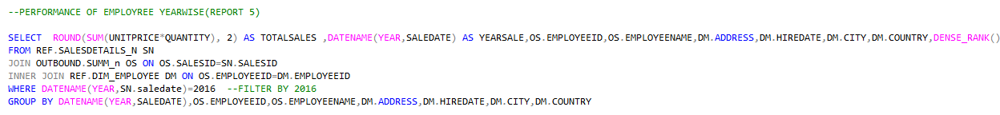 --PERFORMANCE OF EMPLOYREE YEARWISE(REPORT 5)
SELECT  ROUND(SUM(UNITPRICE*QUANTITY), 2) AS TOTALSALES ,DATENAME(YEAR,SALEDATE) AS YEARSALE,OS.EMPLOYEEID,OS.EMPLOYEENAME,DM.ADDRESS,DM.HIREDATE,DM.CITY,DM.COUNTRY,DENSE_RANK()
FROM REF.SALESDETAILS_N SN
JOIN OUTBOUND.SUMM_n OS ON OS.SALESID=SN.SALESID
INNER JOIN REF.DIM_EMPLOYEE DM ON OS.EMPLOYEEID=DM.EMPLOYEEID
WHERE DATENAME(YEAR,SN.saledate)=2016  --FILTER BY 2016
GROUP BY DATENAME(YEAR,SALEDATE),OS.EMPLOYEEID,OS.EMPLOYEENAME,DM.ADDRESS,DM.HIREDATE,DM.CITY,DM.COUNTRY